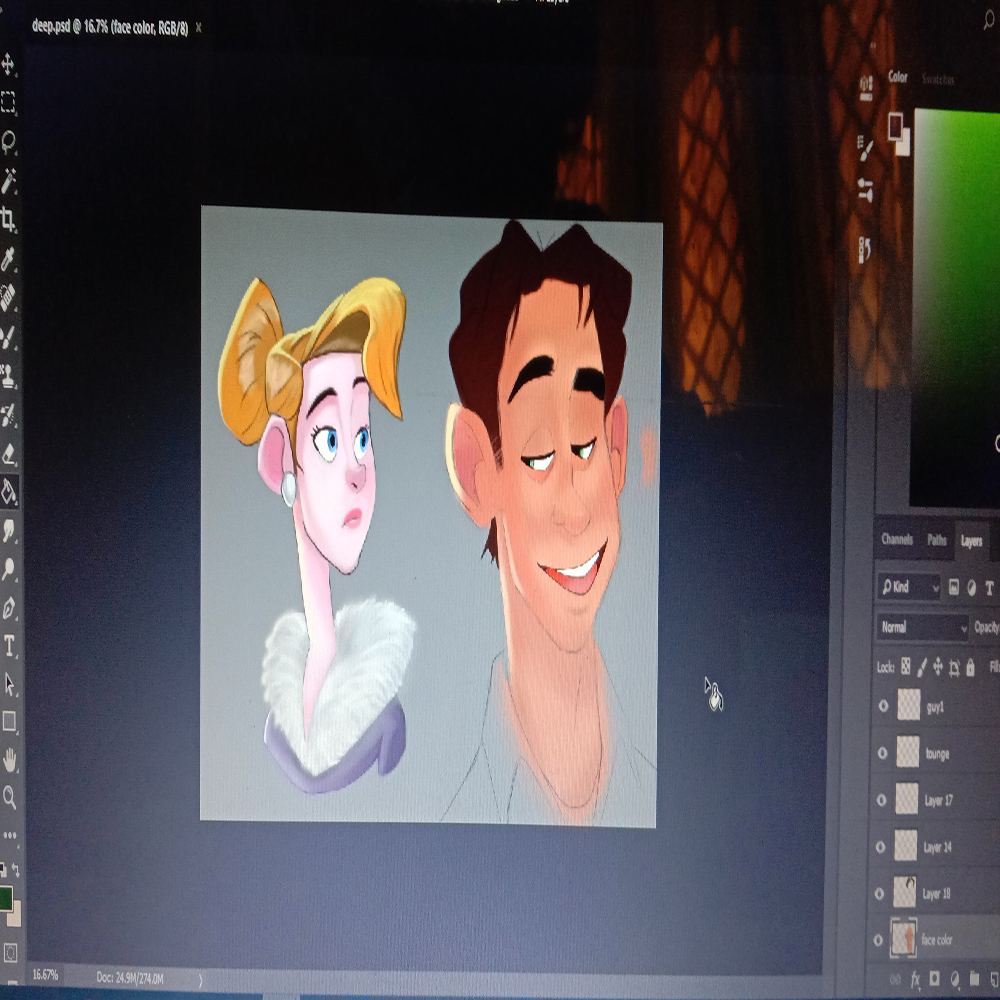 deep.psd @ 16.7% (face color, RGB/8) x
Color Swatches
Channels Paths Layers
Kind
T
Normal Opacity
Lock:
guy1
tounge
Layer 17
Layer 14
Layer 18
face color
fx
T
16.67% Doc: 24.9M/274.0M